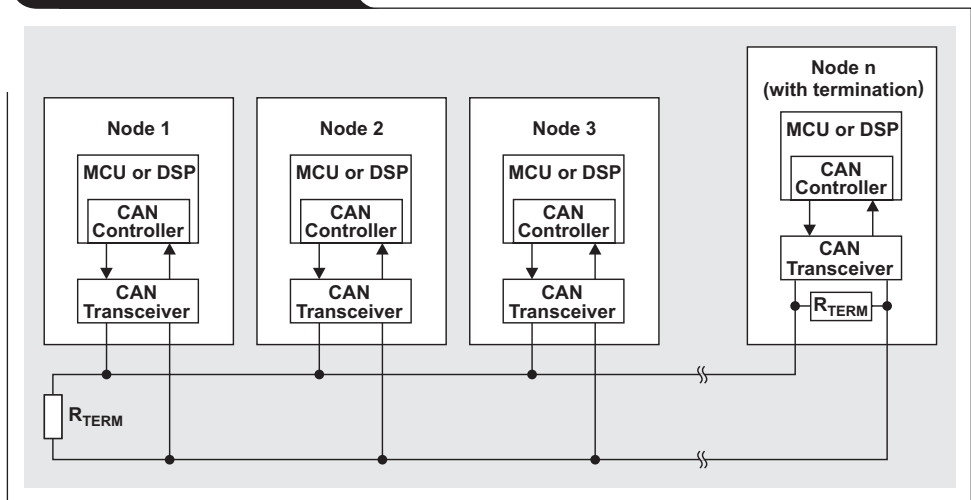 Node 1
MCU or DSP
CAN
Controller
CAN
Transceiver
Node 2
MCU or DSP
CAN
Controller
CAN
Transceiver
Node 3
MCU or DSP
CAN
Controller
CAN
Transceiver
Node n
(with termination)
MCU or DSP
CAN
Controller
CAN
Transceiver
RTERM
RTERM